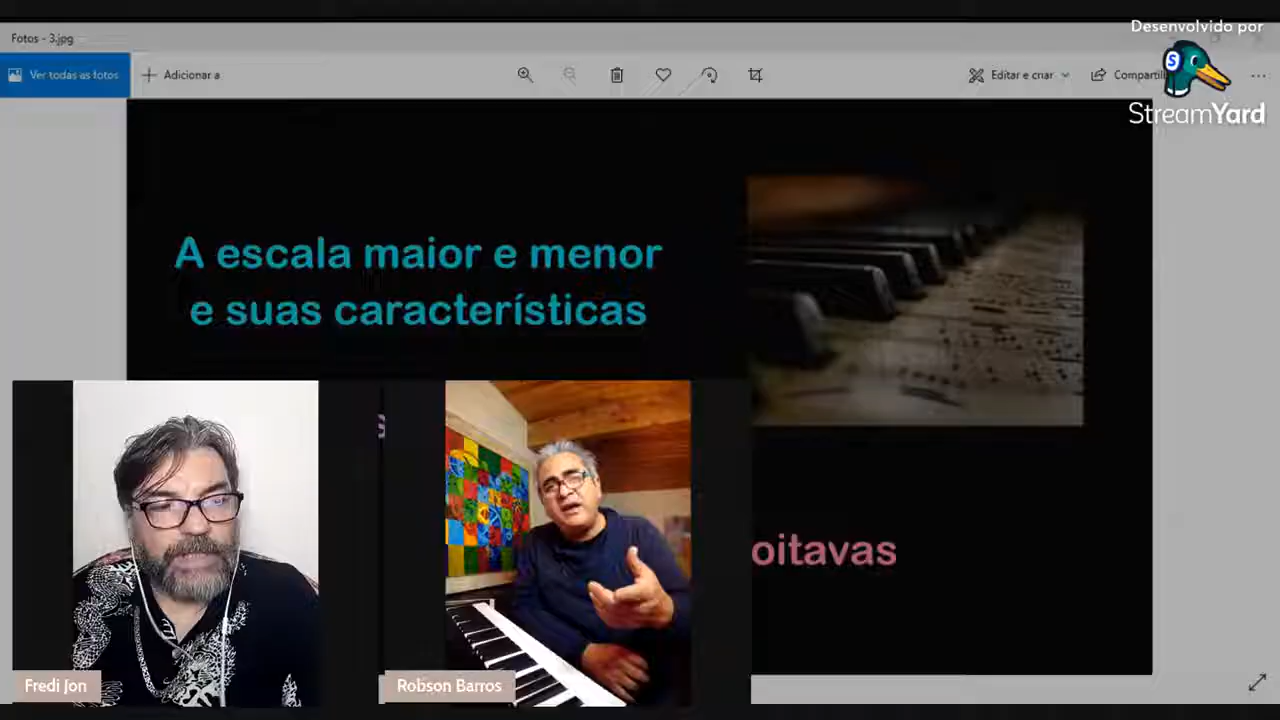 Desenvolvido por
Fotos - 3.jpg
Ver todas as fotos
Adicionar a
Editar e criar
StreamYard
A escala maior e menor
e suas características
oitavas
Fredi Jon
Robson Barros